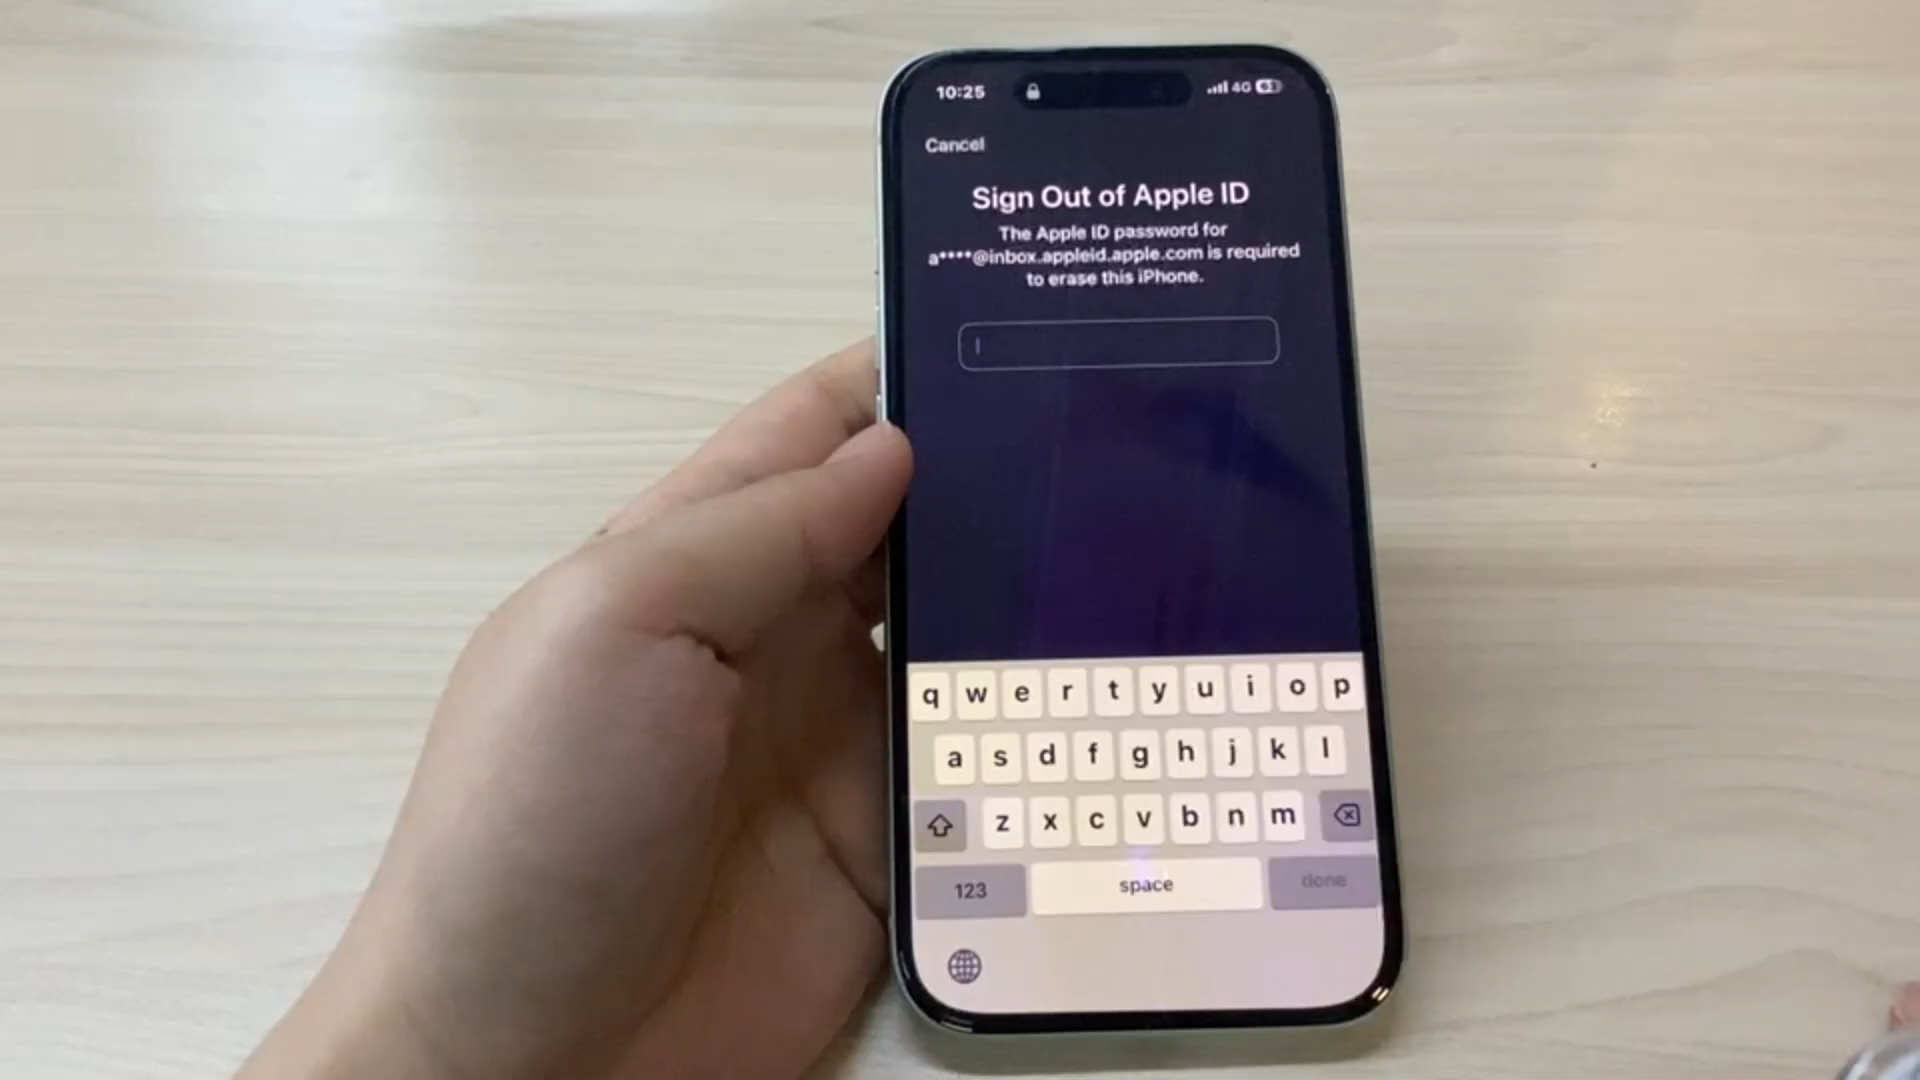 10:25 4G 63
Cancel
Sign Out of Apple ID
The Apple ID password for
a****@inbox.appleid.apple.com is required
to erase this iPhone.
q w e r t y u i o p
a s d f g h j k l
z x c v b n m
123 space done